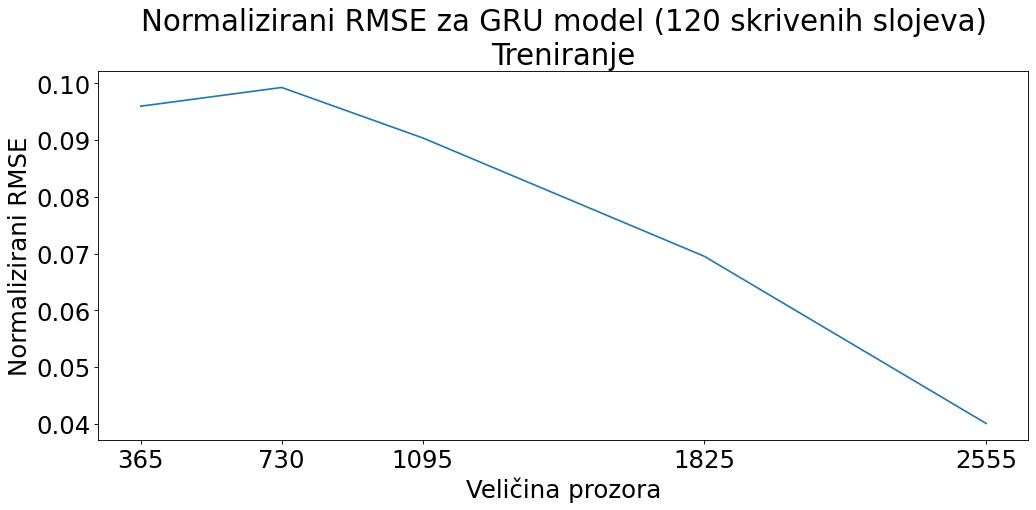 Normalizirani RMSE za GRU model (120 skrivenih slojeva)
Treniranje
Normalizirani RMSE
0.10
0.09
0.08
0.07
0.06
0.05
0.04
365 730 1095 1825 2555
Veličina prozora